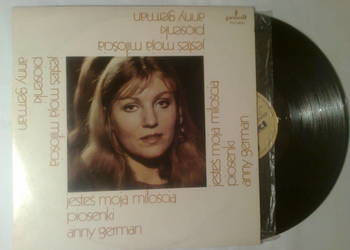 pronit
jesteś moją miłością
piosenki
anny german
jesteś moją miłością
piosenki
anny german
jesteś moją miłością
piosenki
anny german
jesteś moją miłością
piosenki
anny german